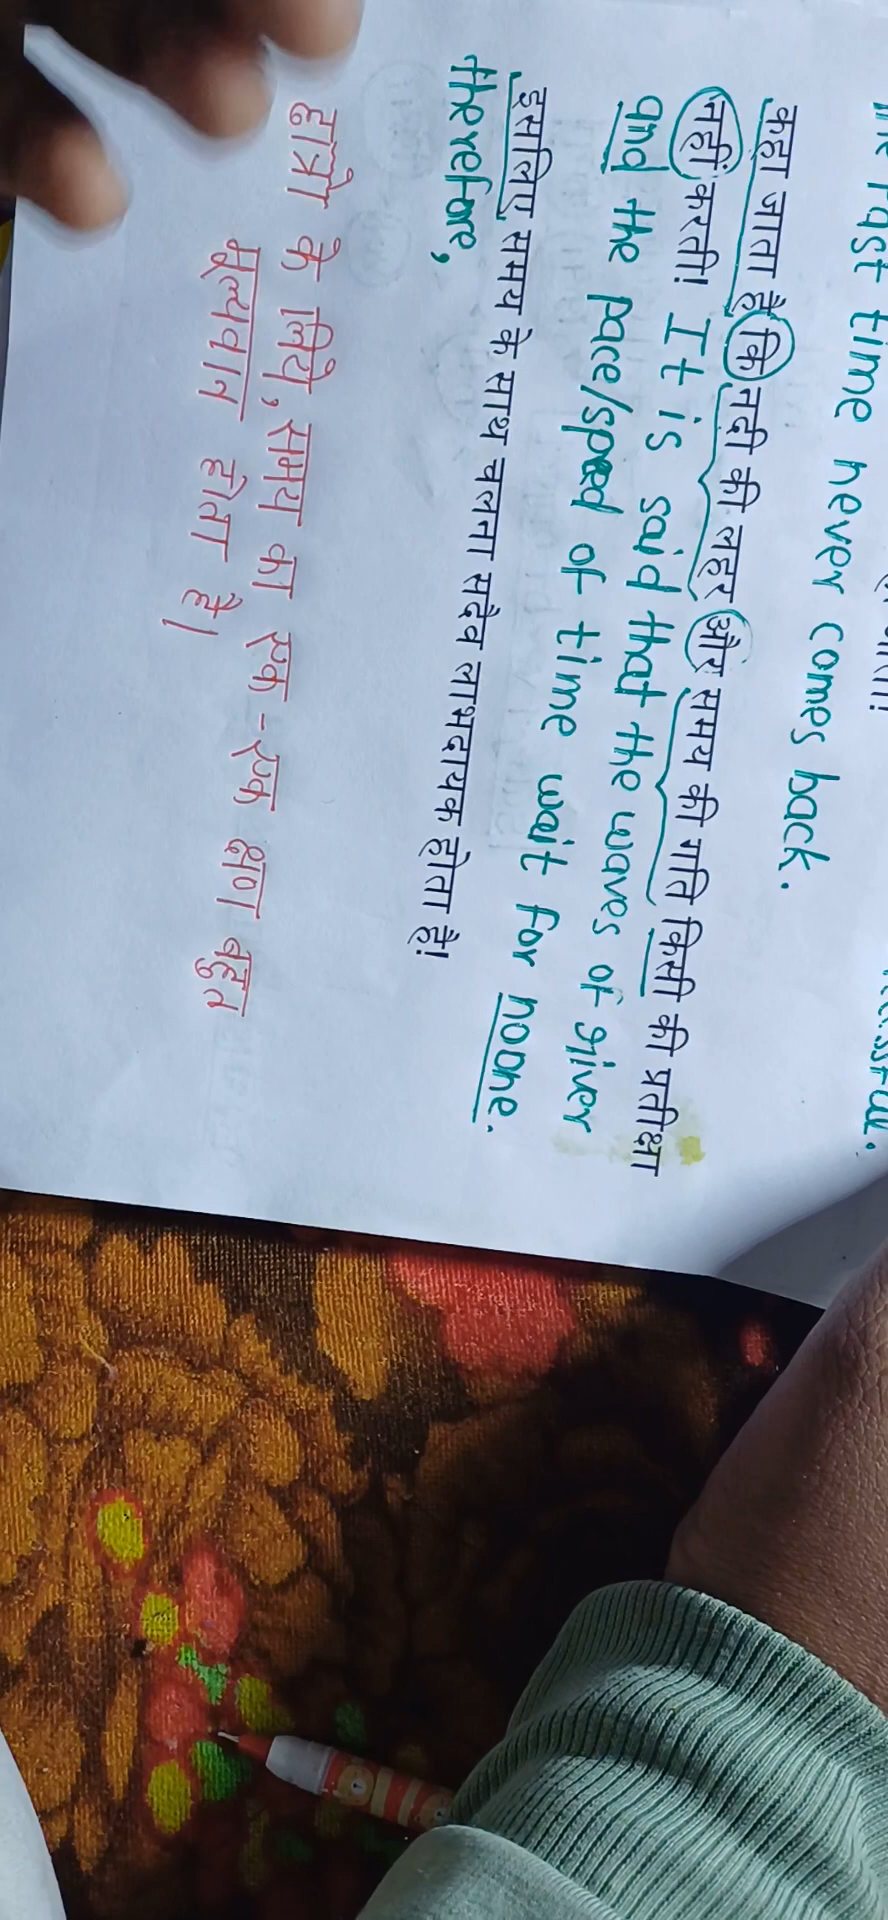 The Past time never comes back.
कहा जाता है कि नदी की लहर और समय की गति किसी की प्रतीक्षा
नहीं करती! It is said that the waves of river
and the pace/speed of time wait for noone.
इसलिए समय के साथ चलना सदैव लाभदायक होता है!
therefore,
छात्रो के लिये, समय का एक-एक क्षण बहुत
मूल्यवान होता है।